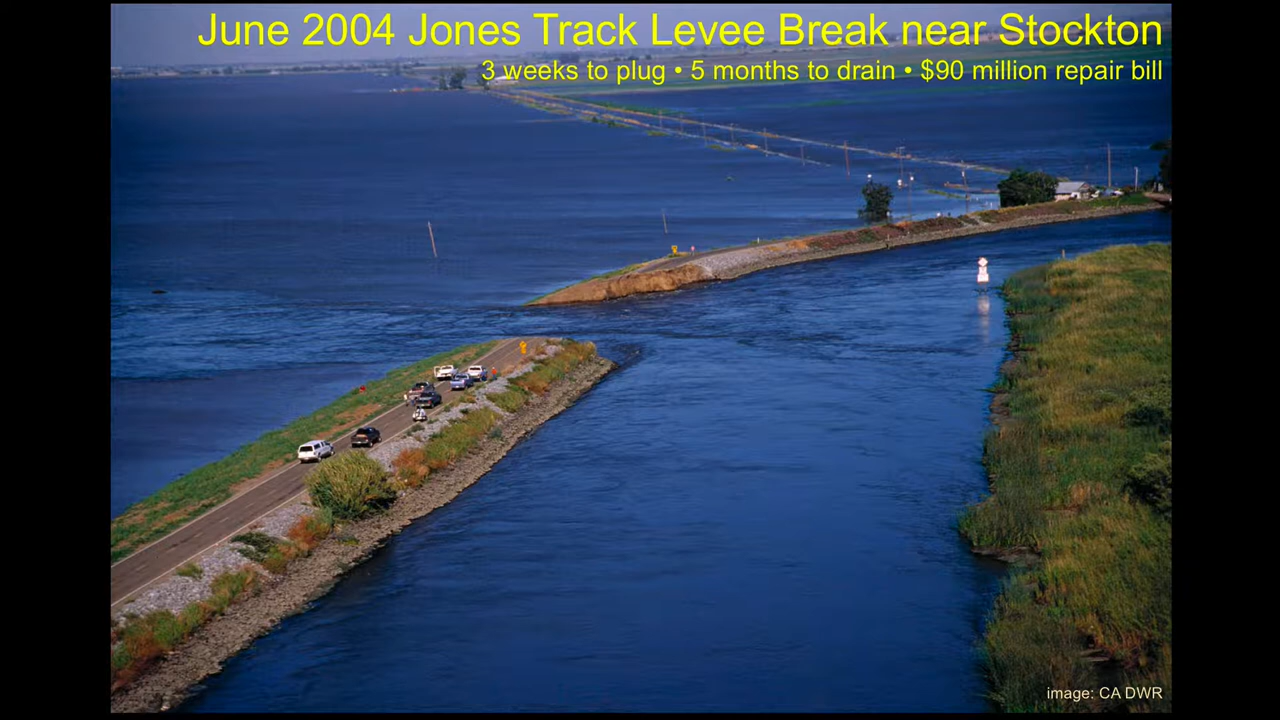 June 2004 Jones Track Levee Break near Stockton
3 weeks to plug • 5 months to drain • $90 million repair bill
image: CA DWR